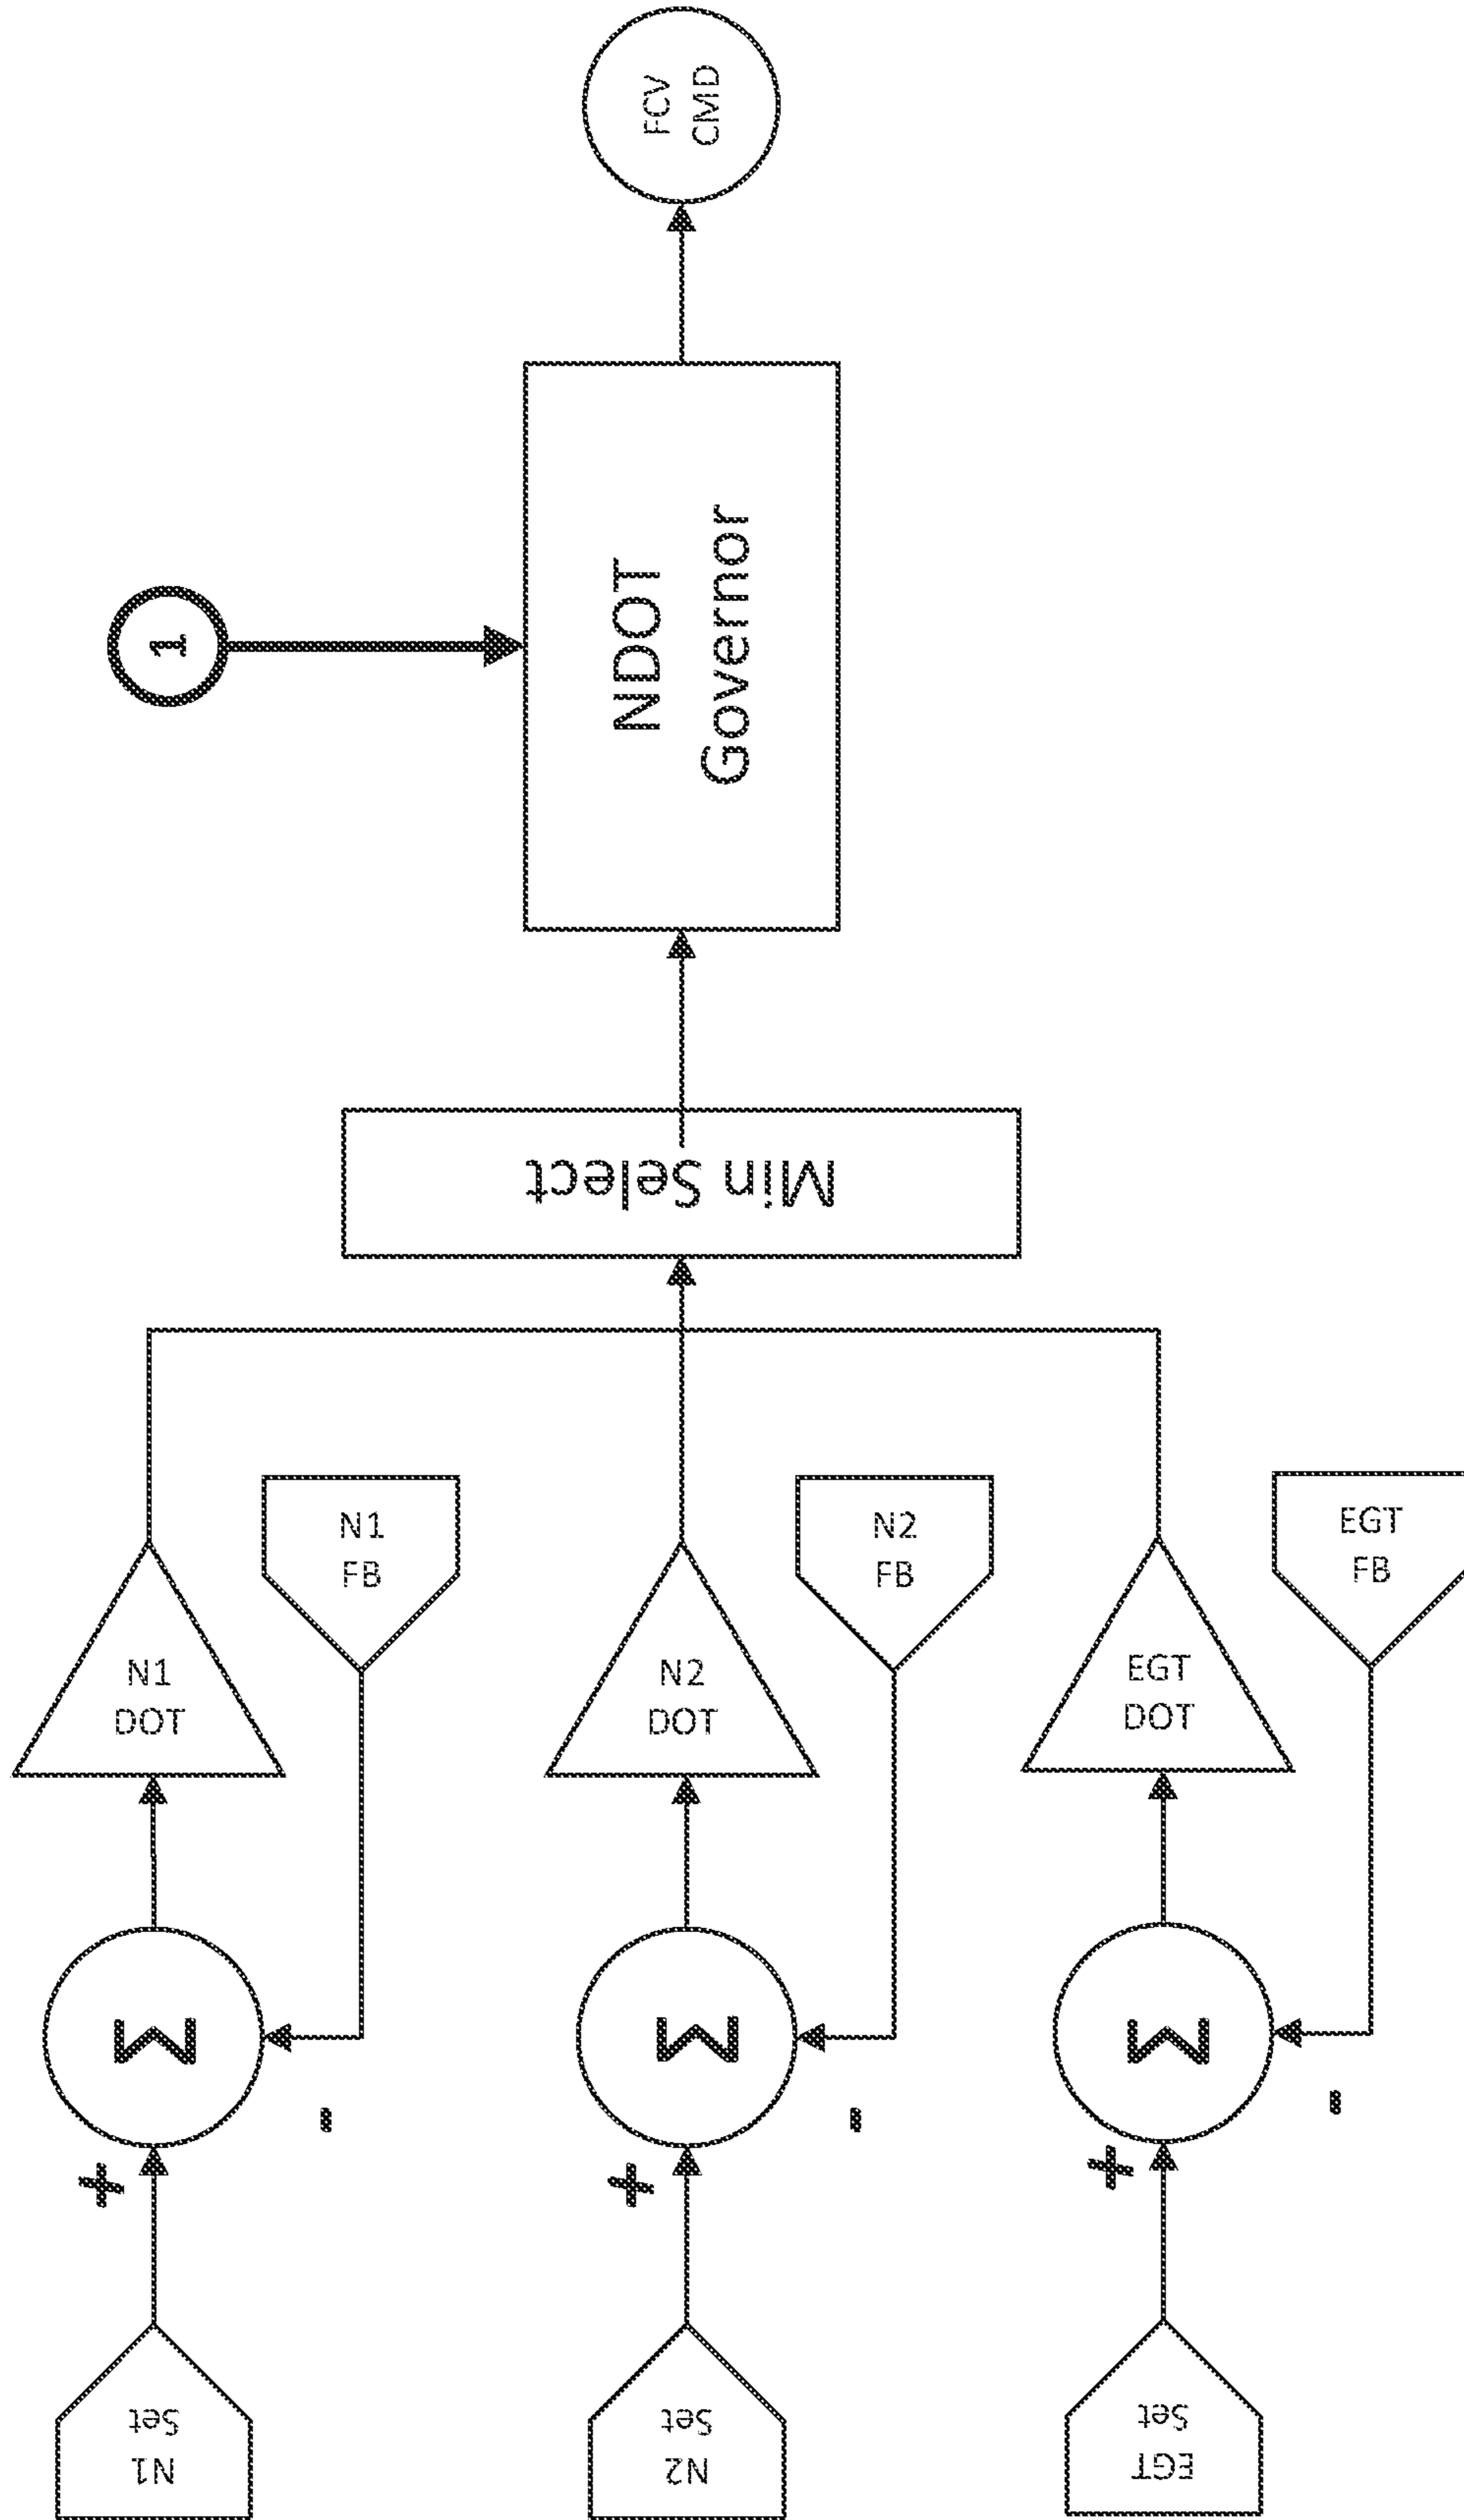 FCV
CMD
1
NDOT
Governor
Min Select
N1
FB
N2
FB
EGT
FB
N1
DOT
N2
DOT
EGT
DOT
Σ
Σ
Σ
-
-
-
+
+
+
N1
Set
N2
Set
EGT
Set